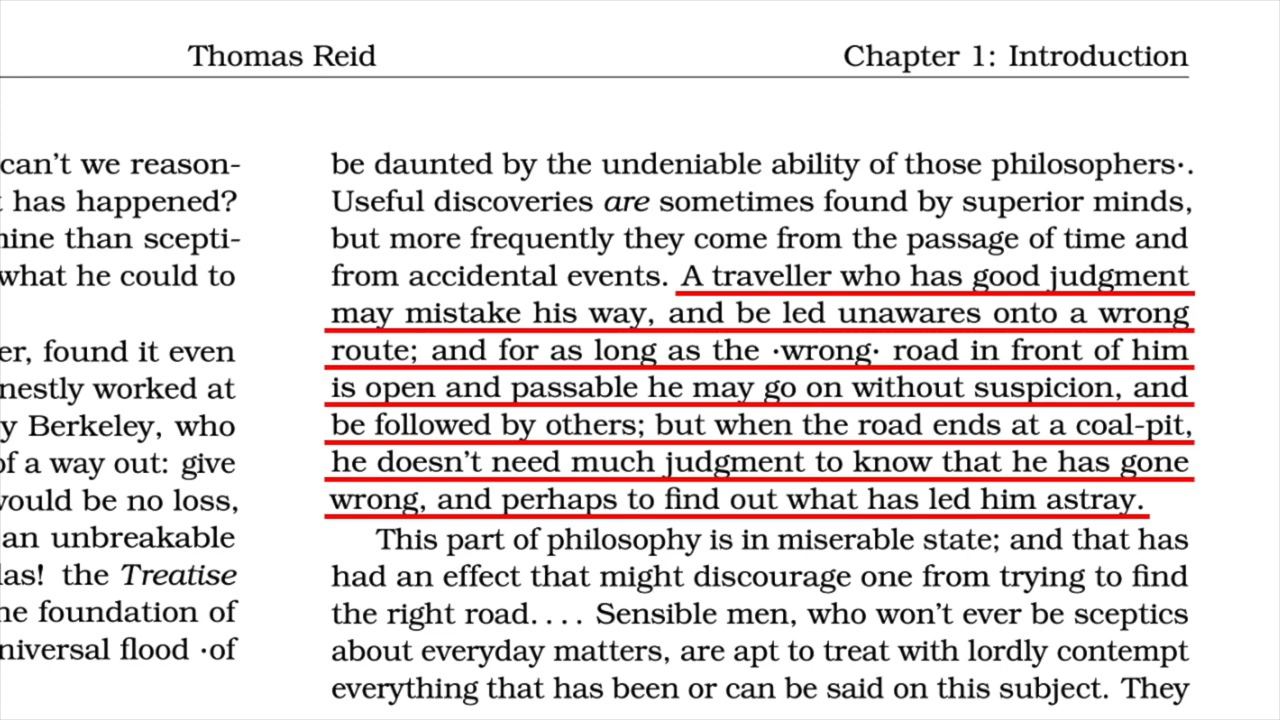 Thomas Reid
Chapter 1: Introduction
can't we reason-
has happened?
than scepti-
what he could to
found it even
worked at
Berkeley, who
of a way out: give
would be no loss,
an unbreakable
the Treatise
foundation of
flood ·of
be daunted by the undeniable ability of those philosophers·.
Useful discoveries are sometimes found by superior minds,
but more frequently they come from the passage of time and
from accidental events. A traveller who has good judgment
may mistake his way, and be led unawares onto a wrong
route; and for as long as the ·wrong· road in front of him
is open and passable he may go on without suspicion, and
be followed by others; but when the road ends at a coal-pit,
he doesn't need much judgment to know that he has gone
wrong, and perhaps to find out what has led him astray.
This part of philosophy is in miserable state; and that has
had an effect that might discourage one from trying to find
the right road. . . . Sensible men, who won't ever be sceptics
about everyday matters, are apt to treat with lordly contempt
everything that has been or can be said on this subject. They